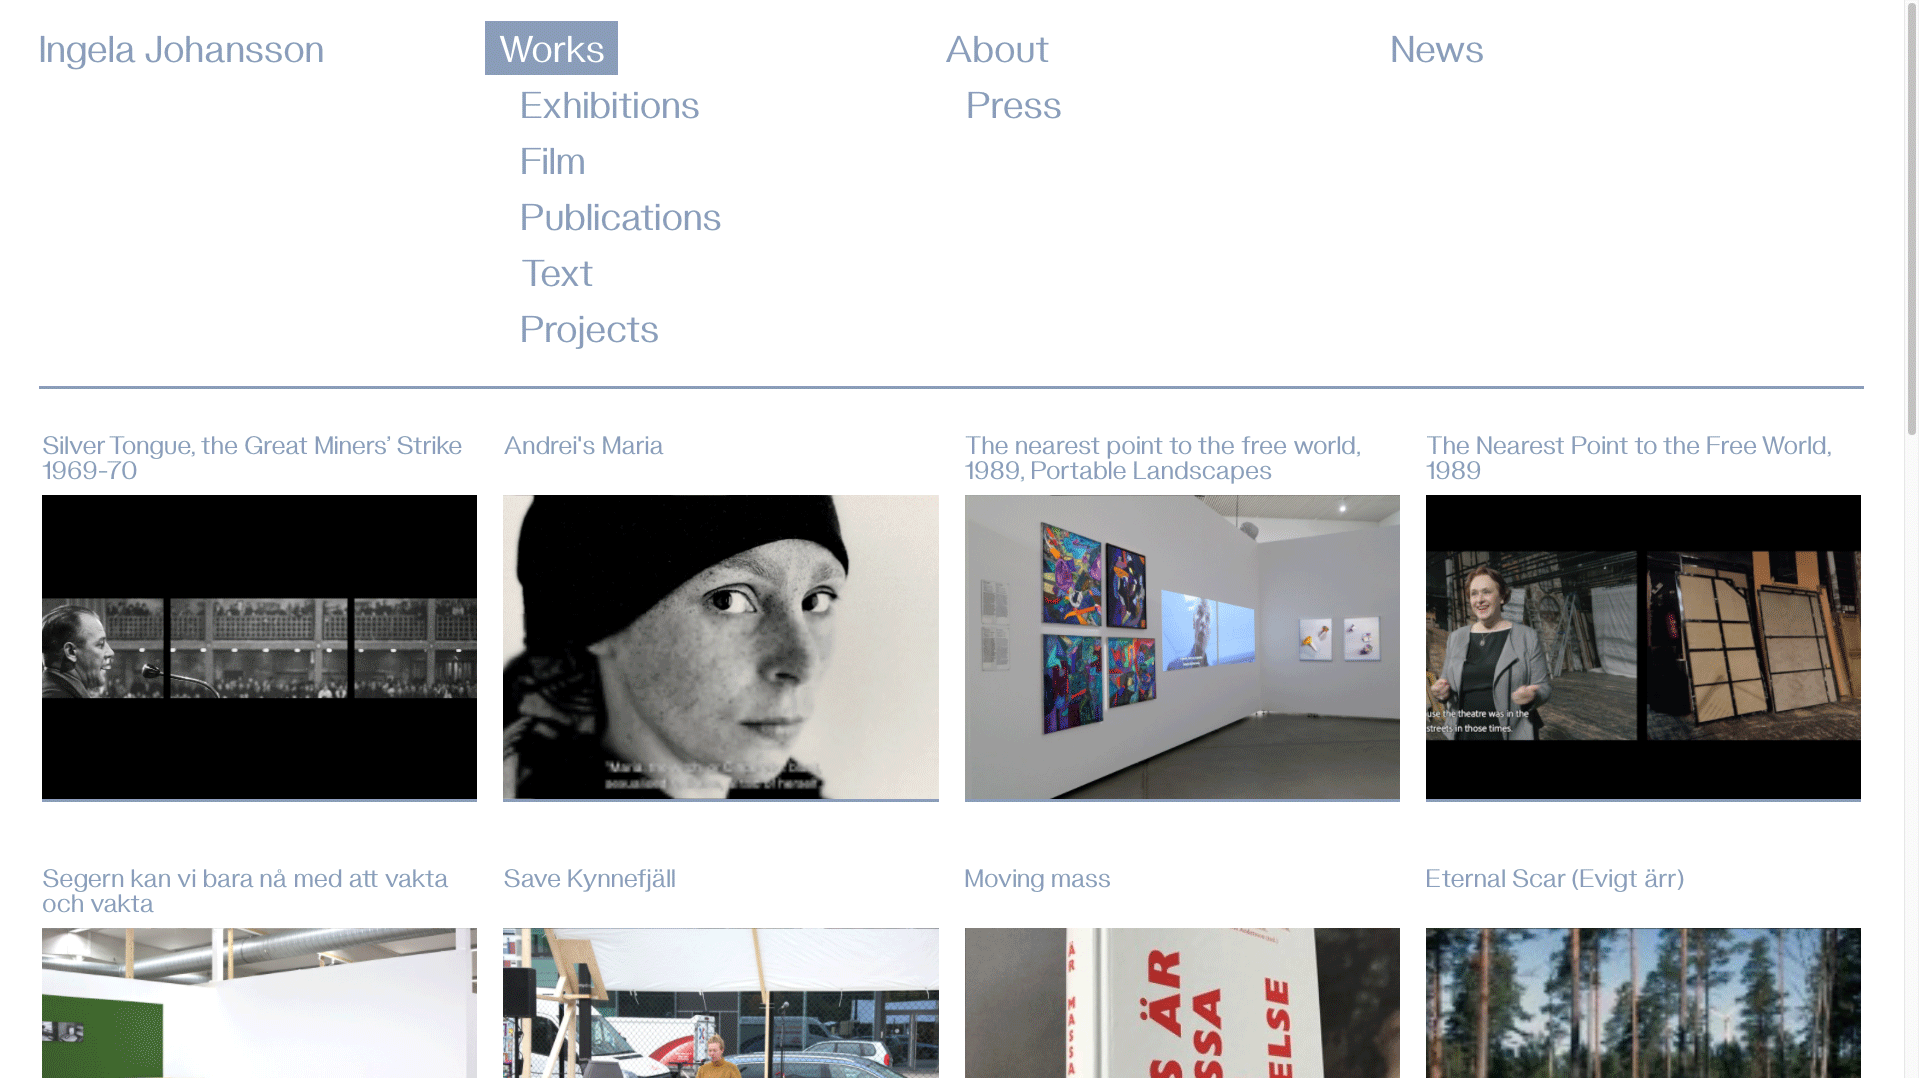 Ingela Johansson
Works
About
News
Exhibitions
Press
Film
Publications
Text
Projects
Silver Tongue, the Great Miners’ Strike
1969-70
Andrei's Maria
The nearest point to the free world,
1989, Portable Landscapes
The Nearest Point to the Free World,
1989
use the theatre was in the
streets in those times.
Segern kan vi bara nå med att vakta
och vakta
Save Kynnefjäll
Moving mass
Eternal Scar (Evigt ärr)
ÄR MASSA
S ÄR
SSA
ELSE